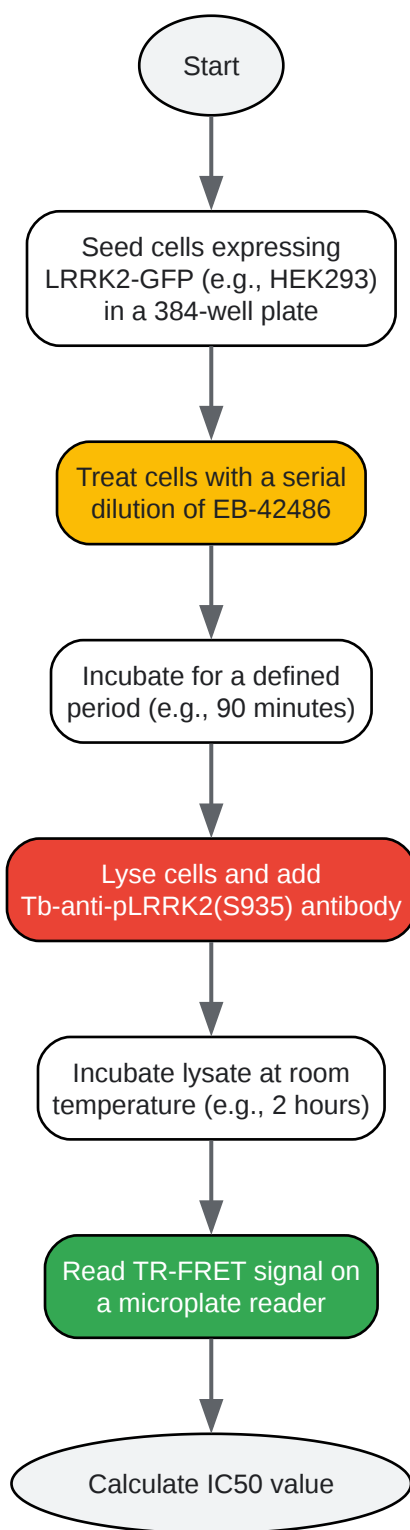 Start
Seed cells expressing
LRRK2-GFP (e.g., HEK293)
in a 384-well plate
Treat cells with a serial
dilution of EB-42486
Incubate for a defined
period (e.g., 90 minutes)
Lyse cells and add
Tb-anti-pLRRK2(S935) antibody
Incubate lysate at room
temperature (e.g., 2 hours)
Read TR-FRET signal on
a microplate reader
Calculate IC50 value